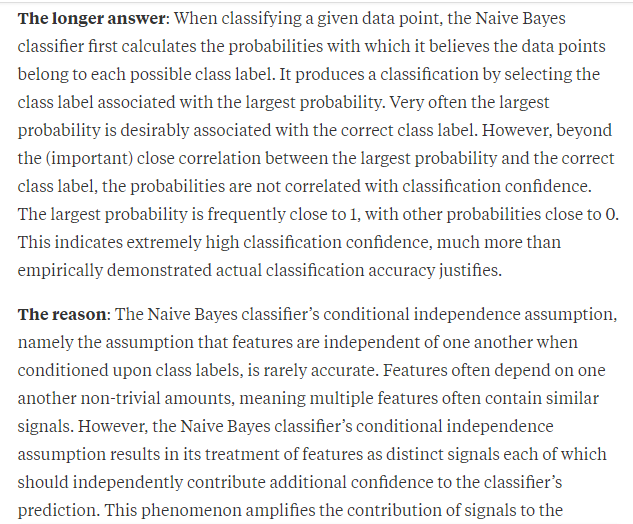 The longer answer: When classifying a given data point, the Naive Bayes
classifier first calculates the probabilities with which it believes the data points
belong to each possible class label. It produces a classification by selecting the
class label associated with the largest probability. Very often the largest
probability is desirably associated with the correct class label. However, beyond
the (important) close correlation between the largest probability and the correct
class label, the probabilities are not correlated with classification confidence.
The largest probability is frequently close to 1, with other probabilities close to 0.
This indicates extremely high classification confidence, much more than
empirically demonstrated actual classification accuracy justifies.
The reason: The Naive Bayes classifier’s conditional independence assumption,
namely the assumption that features are independent of one another when
conditioned upon class labels, is rarely accurate. Features often depend on one
another non-trivial amounts, meaning multiple features often contain similar
signals. However, the Naive Bayes classifier’s conditional independence
assumption results in its treatment of features as distinct signals each of which
should independently contribute additional confidence to the classifier’s
prediction. This phenomenon amplifies the contribution of signals to the